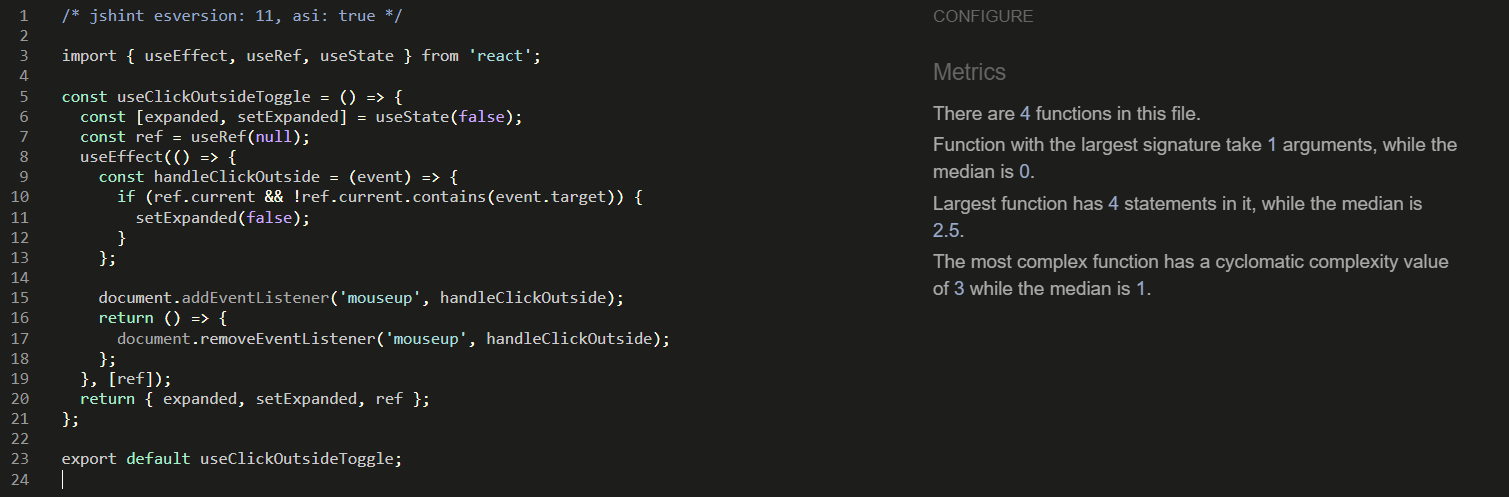 1 /* jshint esversion: 11, asi: true */
2
3 import { useEffect, useRef, useState } from 'react';
4
5 const useClickOutsideToggle = () => {
6   const [expanded, setExpanded] = useState(false);
7   const ref = useRef(null);
8   useEffect(() => {
9     const handleClickOutside = (event) => {
10       if (ref.current && !ref.current.contains(event.target)) {
11         setExpanded(false);
12       }
13     };
14
15     document.addEventListener('mouseup', handleClickOutside);
16     return () => {
17       document.removeEventListener('mouseup', handleClickOutside);
18     };
19   }, [ref]);
20   return { expanded, setExpanded, ref };
21 };
22
23 export default useClickOutsideToggle;
24
CONFIGURE
Metrics
There are 4 functions in this file.
Function with the largest signature take 1 arguments, while the
median is 0.
Largest function has 4 statements in it, while the median is
2.5.
The most complex function has a cyclomatic complexity value
of 3 while the median is 1.